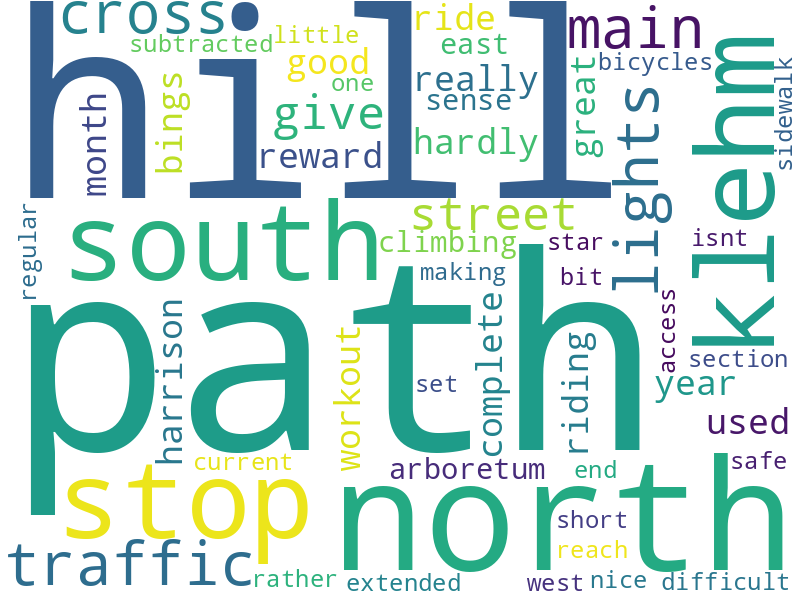 cross
hill
subtracted
little
ride
main
good
east
bicycles
one
really
sense
great
bings
month
give
hardly
reward
lights
klehm
sidewalk
south
street
climbing
star
isnt
regular
making
bit
path
harrison
workout
complete
riding
access
section
set
year
used
current
arboretum
end
safe
stop
north
short
reach
traffic
rather
extended
west
nice
difficult